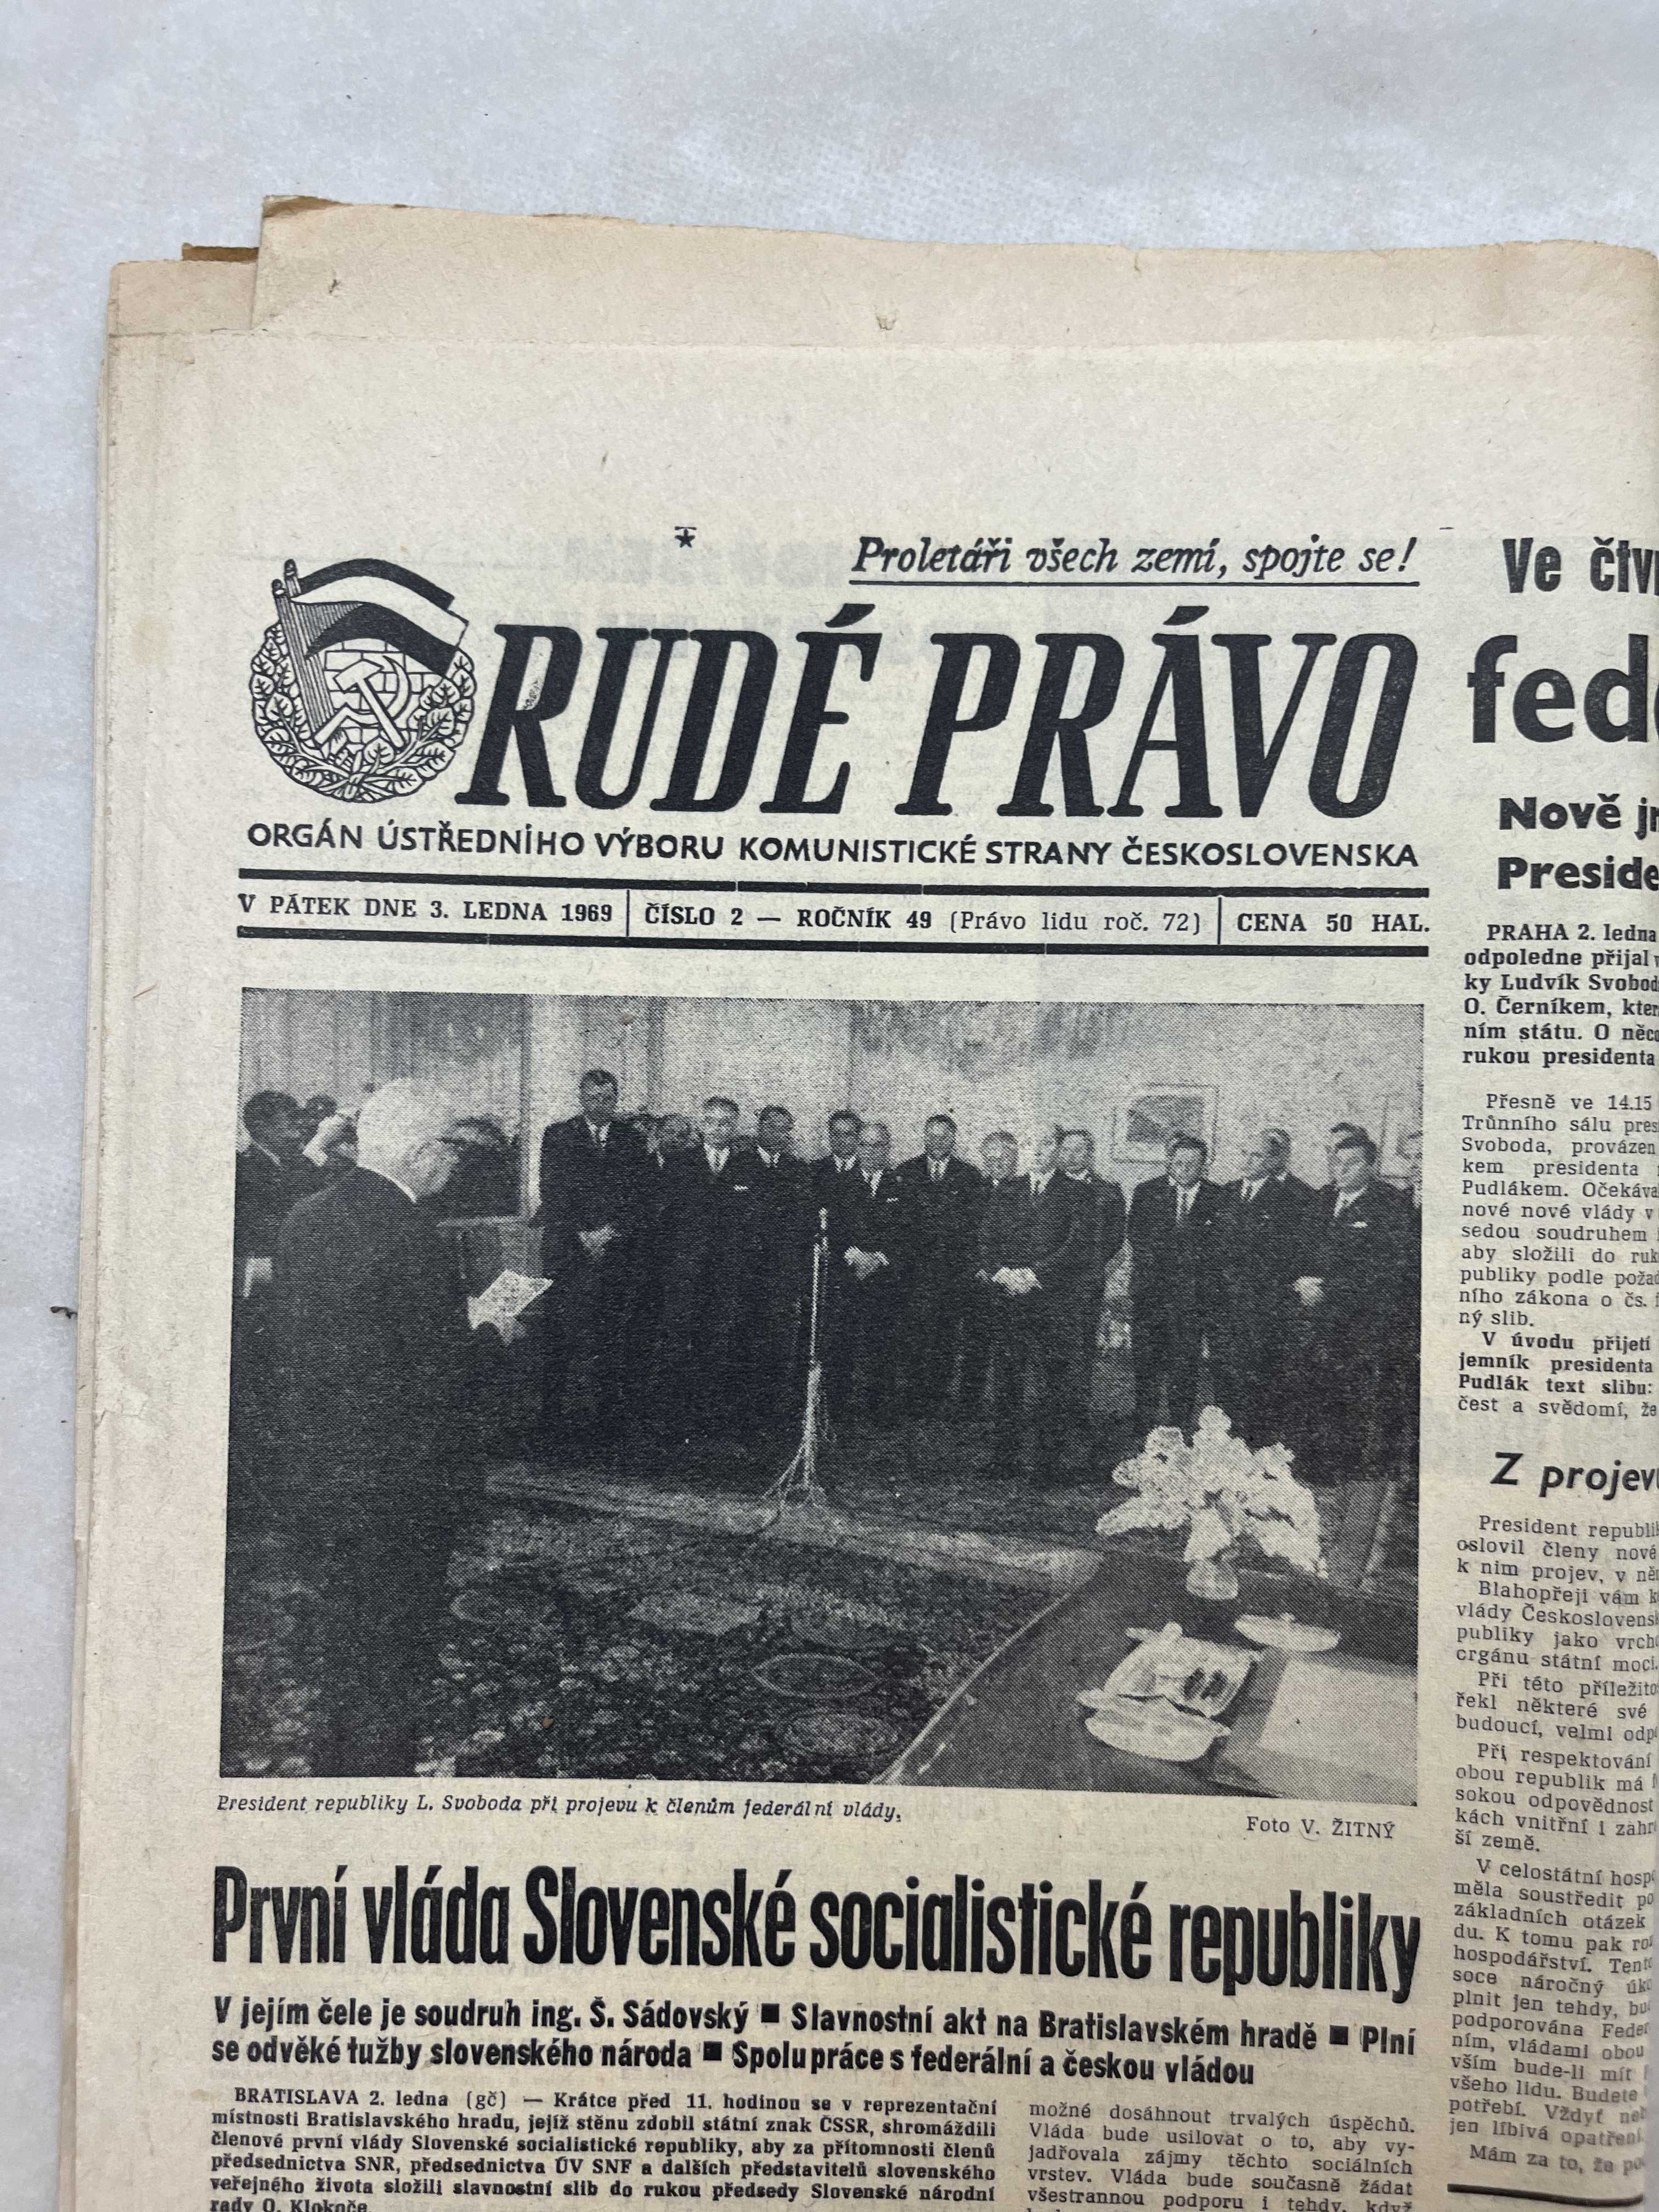 Proletáři všech zemí, spojte se!
RUDÉ PRÁVO
ORGÁN ÚSTŘEDNÍHO VÝBORU KOMUNISTICKÉ STRANY ČESKOSLOVENSKA
V PÁTEK DNE 3. LEDNA 1969 | ČÍSLO 2 — ROČNÍK 49 (Právo lidu roč. 72) | CENA 50 HAL.
President republiky L. Svoboda při projevu k členům federální vlády.
Foto V. ŽITNÝ
První vláda Slovenské socialistické republiky
V jejím čele je soudruh ing. Š. Sádovský ■ Slavnostní akt na Bratislavském hradě ■ Plní
se odvěké tužby slovenského národa ■ Spolupráce s federální a českou vládou
BRATISLAVA 2. ledna (gč) — Krátce před 11. hodinou se v reprezentační
místnosti Bratislavského hradu, jejíž stěnu zdobil státní znak ČSSR, shromáždili
členové první vlády Slovenské socialistické republiky, aby za přítomnosti členů
předsednictva SNR, předsednictva ÚV SNF a dalších představitelů slovenského
veřejného života složili slavnostní slib do rukou předsedy Slovenské národní
rady O. Klokoče.
možné dosáhnout trvalých úspěchů.
Vláda bude usilovat o to, aby vy-
jadřovala zájmy těchto sociálních
vrstev. Vláda bude současně žádat
všestrannou podporu i tehdy, když
Ve čtv
fed
Nově j
Preside
PRAHA 2. ledna
odpoledne přijal
ky Ludvík Svobod
O. Černíkem, kter
ním státu. O něco
rukou presidenta
Přesně ve 14.15
Trůnního sálu pres
Svoboda, provázen
kem presidenta
Pudlákem. Očekáva
nové nové vlády v
sedou soudruhem
aby složili do ruk
publiky podle požad
ního zákona o čs.
ný slib.
V úvodu přijetí
jemník presidenta
Pudlák text slibu:
čest a svědomí, že
Z projev
President republik
oslovil členy nové
k nim projev, v ně
Blahopřeji vám k
vlády Českoslovens
publiky jako vrch
orgánu státní moci.
Při této příležito
řekl některé své
budoucí, velmi odp
Při respektování
obou republik má
sokou odpovědnost
kách vnitřní i zahr
ší země.
V celostátní hosp
měla soustředit po
základních otázek
du. K tomu pak ro
hospodářství. Tento
soce náročný úk
plnit jen tehdy, bu
podporována Feder
ním, vládami obou
vším bude-li mít
všeho lidu. Budete
potřebí. Vždyť ne
jen líbivá opatření
Mám za to, že po